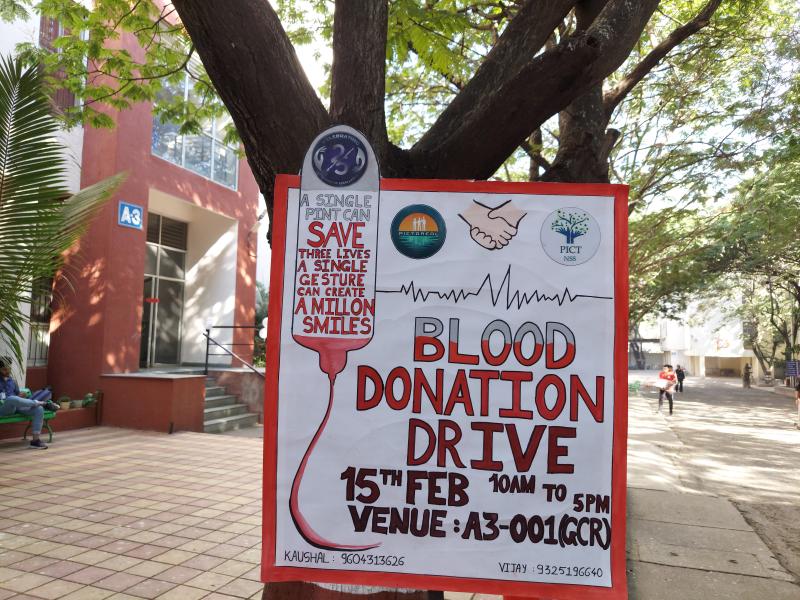 A3
A SINGLE
PINT CAN
SAVE
THREE LIVES
A SINGLE
GESTURE
CAN CREATE
A MILLON
SMILES
PICTOREAL
PICT
NSS
BLOOD
DONATION
DRIVE
15TH FEB 10AM TO 5PM
VENUE : A3-001(GCR)
KAUSHAL : 9604313626
VIJAY : 9325196640